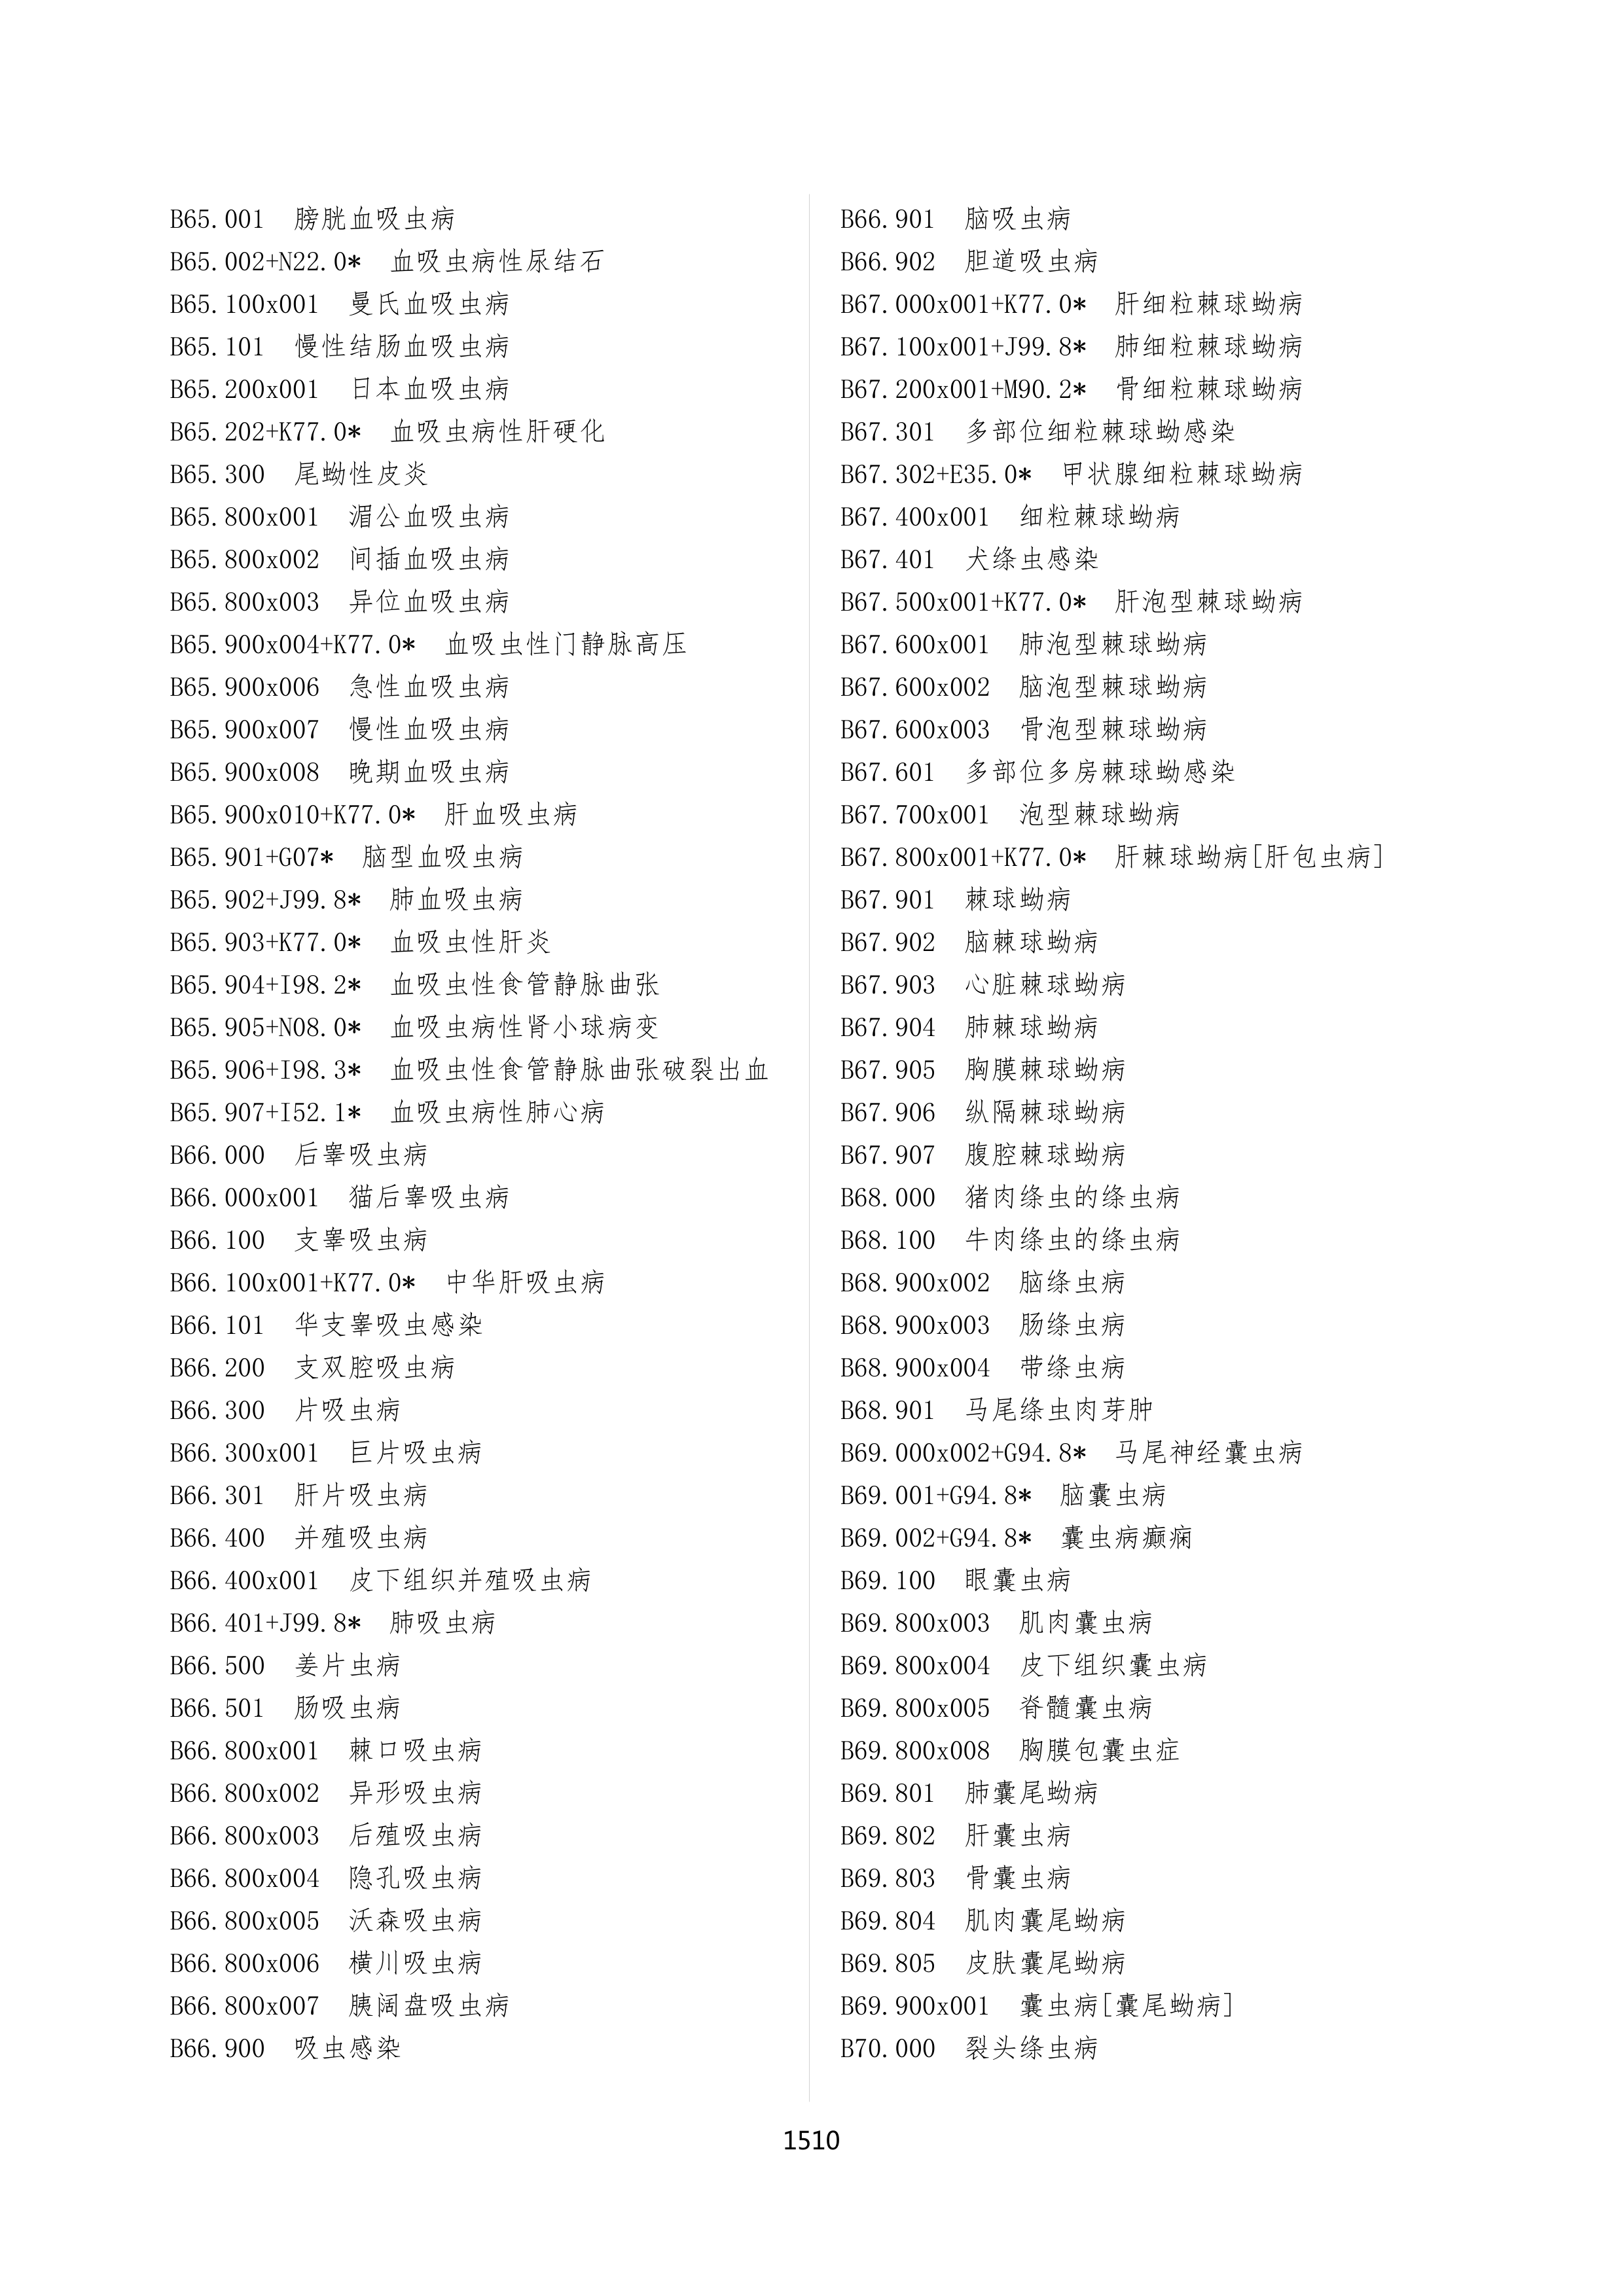 B65.001 膀胱血吸虫病
B65.002+N22.0* 血吸虫病性尿结石
B65.100x001 曼氏血吸虫病
B65.101 慢性结肠血吸虫病
B65.200x001 日本血吸虫病
B65.202+K77.0* 血吸虫病性肝硬化
B65.300 尾蚴性皮炎
B65.800x001 湄公血吸虫病
B65.800x002 间插血吸虫病
B65.800x003 异位血吸虫病
B65.900x004+K77.0* 血吸虫性门静脉高压
B65.900x006 急性血吸虫病
B65.900x007 慢性血吸虫病
B65.900x008 晚期血吸虫病
B65.900x010+K77.0* 肝血吸虫病
B65.901+G07* 脑型血吸虫病
B65.902+J99.8* 肺血吸虫病
B65.903+K77.0* 血吸虫性肝炎
B65.904+I98.2* 血吸虫性食管静脉曲张
B65.905+N08.0* 血吸虫病性肾小球病变
B65.906+I98.3* 血吸虫性食管静脉曲张破裂出血
B65.907+I52.1* 血吸虫病性肺心病
B66.000 后睾吸虫病
B66.000x001 猫后睾吸虫病
B66.100 支睾吸虫病
B66.100x001+K77.0* 中华肝吸虫病
B66.101 华支睾吸虫感染
B66.200 支双腔吸虫病
B66.300 片吸虫病
B66.300x001 巨片吸虫病
B66.301 肝片吸虫病
B66.400 并殖吸虫病
B66.400x001 皮下组织并殖吸虫病
B66.401+J99.8* 肺吸虫病
B66.500 姜片虫病
B66.501 肠吸虫病
B66.800x001 棘口吸虫病
B66.800x002 异形吸虫病
B66.800x003 后殖吸虫病
B66.800x004 隐孔吸虫病
B66.800x005 沃森吸虫病
B66.800x006 横川吸虫病
B66.800x007 胰阔盘吸虫病
B66.900 吸虫感染
B66.901 脑吸虫病
B66.902 胆道吸虫病
B67.000x001+K77.0* 肝细粒棘球蚴病
B67.100x001+J99.8* 肺细粒棘球蚴病
B67.200x001+M90.2* 骨细粒棘球蚴病
B67.301 多部位细粒棘球蚴感染
B67.302+E35.0* 甲状腺细粒棘球蚴病
B67.400x001 细粒棘球蚴病
B67.401 犬绦虫感染
B67.500x001+K77.0* 肝泡型棘球蚴病
B67.600x001 肺泡型棘球蚴病
B67.600x002 脑泡型棘球蚴病
B67.600x003 骨泡型棘球蚴病
B67.601 多部位多房棘球蚴感染
B67.700x001 泡型棘球蚴病
B67.800x001+K77.0* 肝棘球蚴病[肝包虫病]
B67.901 棘球蚴病
B67.902 脑棘球蚴病
B67.903 心脏棘球蚴病
B67.904 肺棘球蚴病
B67.905 胸膜棘球蚴病
B67.906 纵隔棘球蚴病
B67.907 腹腔棘球蚴病
B68.000 猪肉绦虫的绦虫病
B68.100 牛肉绦虫的绦虫病
B68.900x002 脑绦虫病
B68.900x003 肠绦虫病
B68.900x004 带绦虫病
B68.901 马尾绦虫肉芽肿
B69.000x002+G94.8* 马尾神经囊虫病
B69.001+G94.8* 脑囊虫病
B69.002+G94.8* 囊虫病癫痫
B69.100 眼囊虫病
B69.800x003 肌肉囊虫病
B69.800x004 皮下组织囊虫病
B69.800x005 脊髓囊虫病
B69.800x008 胸膜包囊虫症
B69.801 肺囊尾蚴病
B69.802 肝囊虫病
B69.803 骨囊虫病
B69.804 肌肉囊尾蚴病
B69.805 皮肤囊尾蚴病
B69.900x001 囊虫病[囊尾蚴病]
B70.000 裂头绦虫病
1510